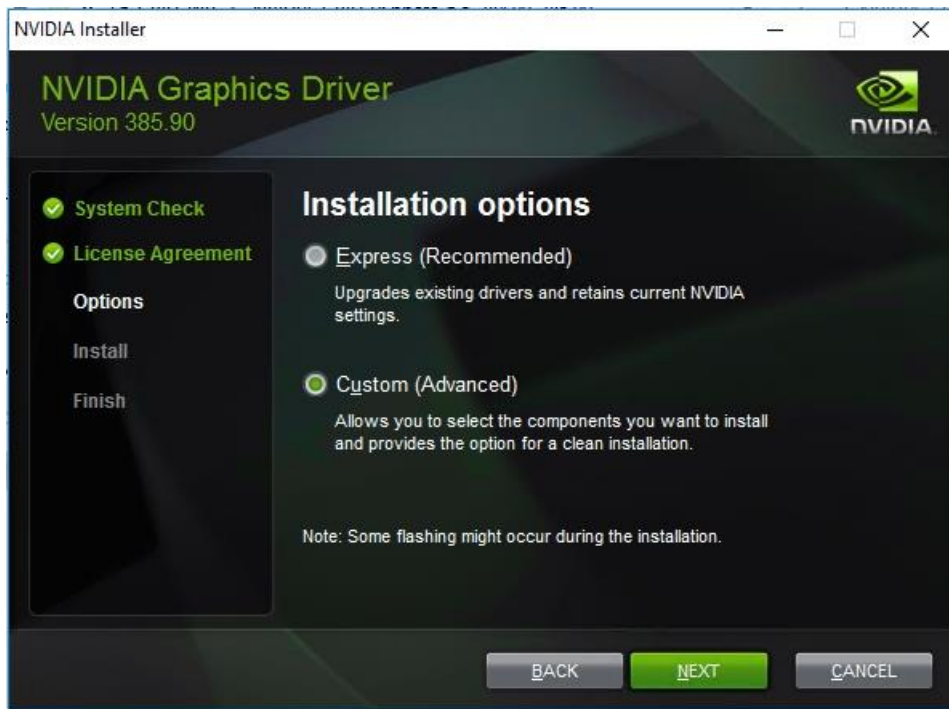 NVIDIA Installer
NVIDIA Graphics Driver
Version 385.90
NVIDIA.
System Check
License Agreement
Options
Install
Finish
Installation options
Express (Recommended)
Upgrades existing drivers and retains current NVIDIA
settings.
Custom (Advanced)
Allows you to select the components you want to install
and provides the option for a clean installation.
Note: Some flashing might occur during the installation.
BACK
NEXT
CANCEL